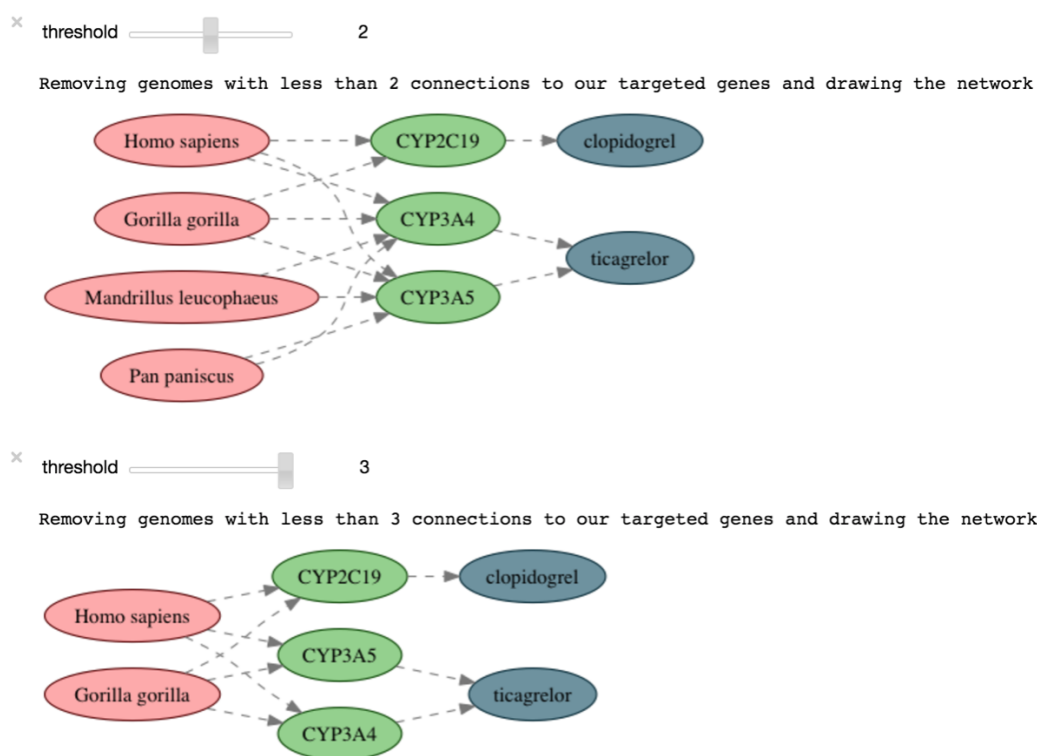 × threshold 2
Removing genomes with less than 2 connections to our targeted genes and drawing the network
Homo sapiens CYP2C19 clopidogrel
Gorilla gorilla CYP3A4
ticagrelor
Mandrillus leucophaeus CYP3A5
Pan paniscus
× threshold 3
Removing genomes with less than 3 connections to our targeted genes and drawing the network
CYP2C19 clopidogrel
Homo sapiens
CYP3A5
Gorilla gorilla ticagrelor
CYP3A4